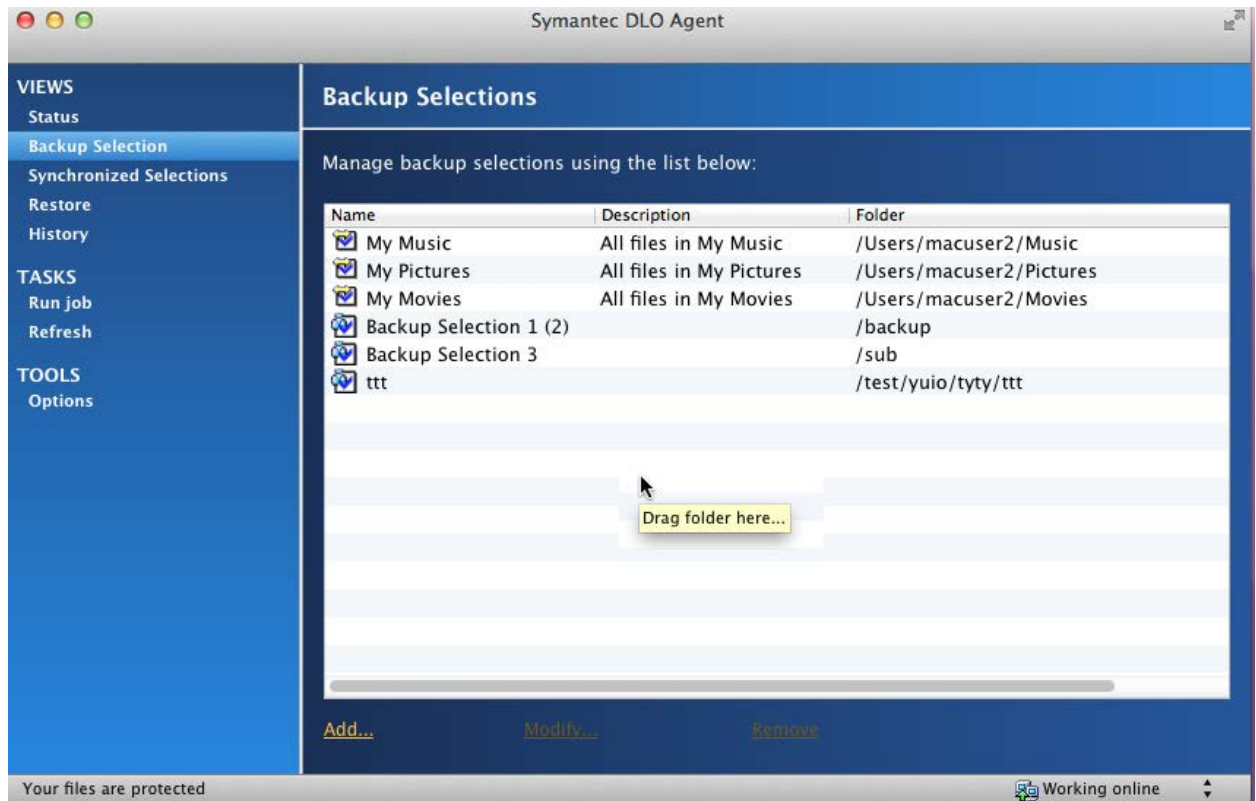 Symantec DLO Agent
VIEWS
Status
Backup Selection
Synchronized Selections
Restore
History
TASKS
Run job
Refresh
TOOLS
Options
Backup Selections
Manage backup selections using the list below:
Name Description Folder
My Music All files in My Music /Users/macuser2/Music
My Pictures All files in My Pictures /Users/macuser2/Pictures
My Movies All files in My Movies /Users/macuser2/Movies
Backup Selection 1 (2) /backup
Backup Selection 3 /sub
ttt /test/yuio/tyty/ttt
Drag folder here...
Add... Modify... Remove
Your files are protected Working online